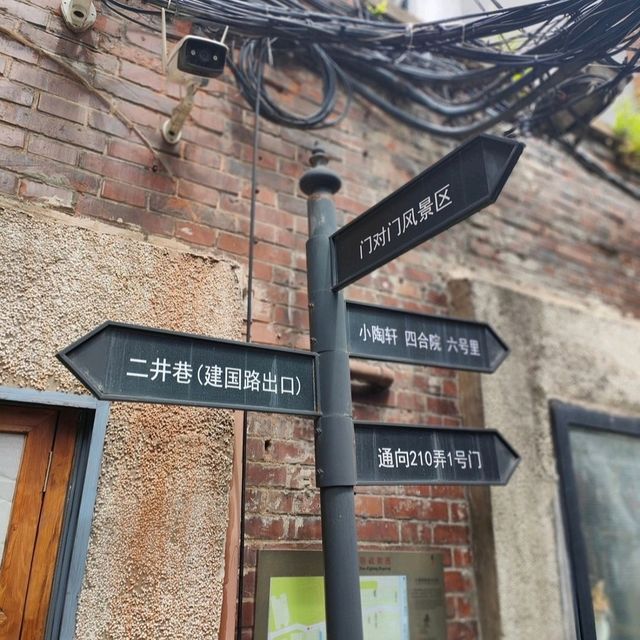 门对门风景区
小陶轩 四合院 六号里
二井巷(建国路出口)
通向210弄1号门